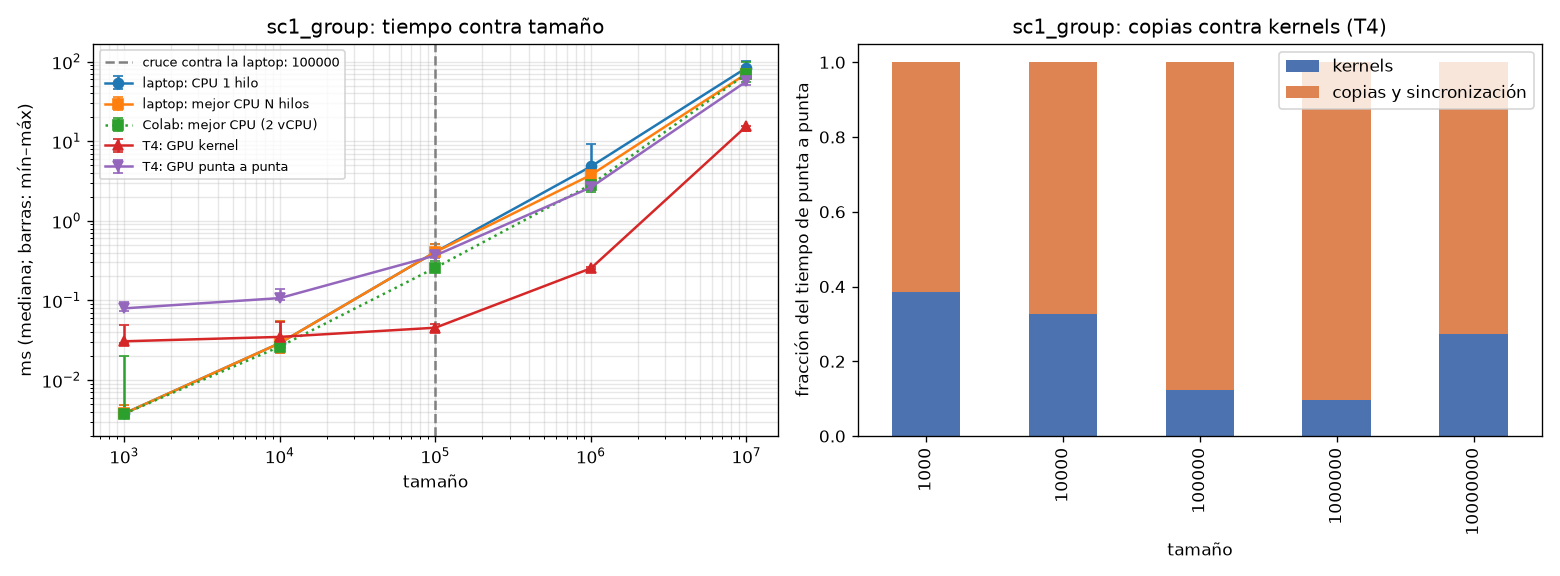 sc1_group: tiempo contra tamaño
cruce contra la laptop: 100000
laptop: CPU 1 hilo
laptop: mejor CPU N hilos
Colab: mejor CPU (2 vCPU)
T4: GPU kernel
T4: GPU punta a punta
ms (mediana; barras: mín–máx)
10²
10¹
10⁰
10⁻¹
10⁻²
10³
10⁴
10⁵
10⁶
10⁷
tamaño
sc1_group: copias contra kernels (T4)
kernels
copias y sincronización
fracción del tiempo de punta a punta
1.0
0.8
0.6
0.4
0.2
0.0
1000
10000
100000
1000000
10000000
tamaño